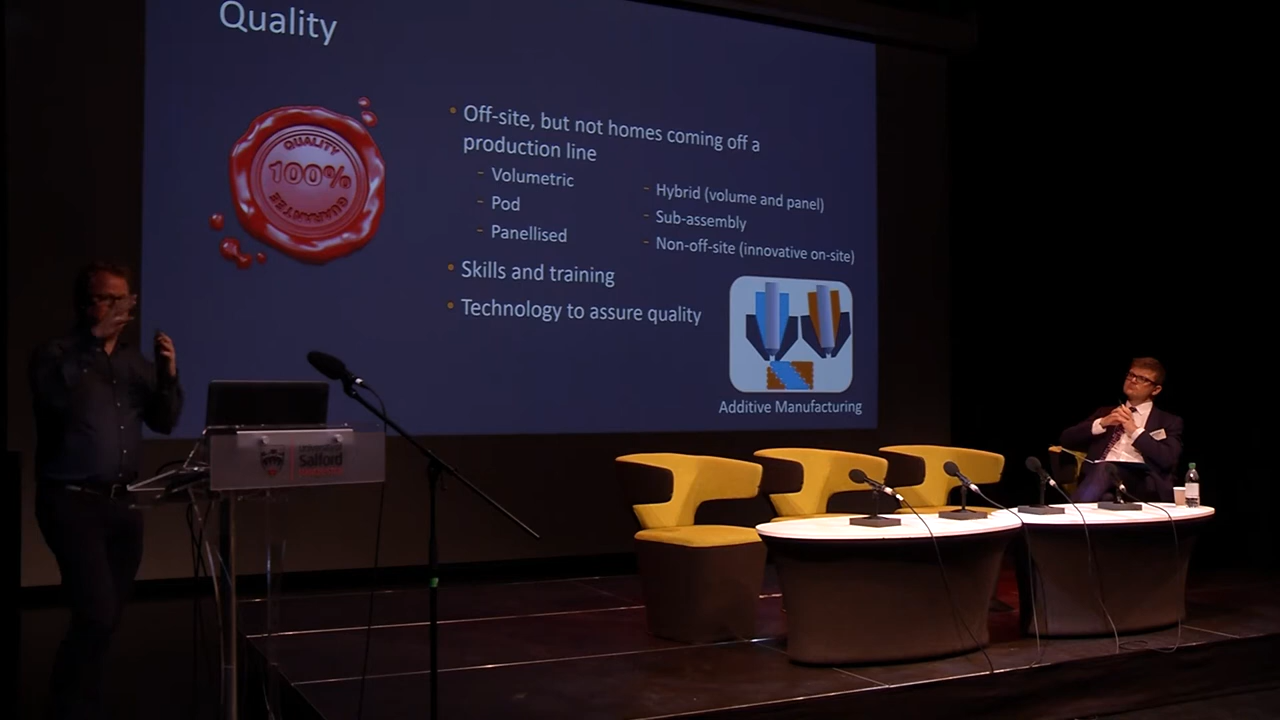 Quality
QUALITY
100%
GUARANTEE
• Off-site, but not homes coming off a
production line
- Volumetric
- Pod
- Panellised
- Hybrid (volume and panel)
- Sub-assembly
- Non-off-site (innovative on-site)
• Skills and training
• Technology to assure quality
Additive Manufacturing
University of
Salford